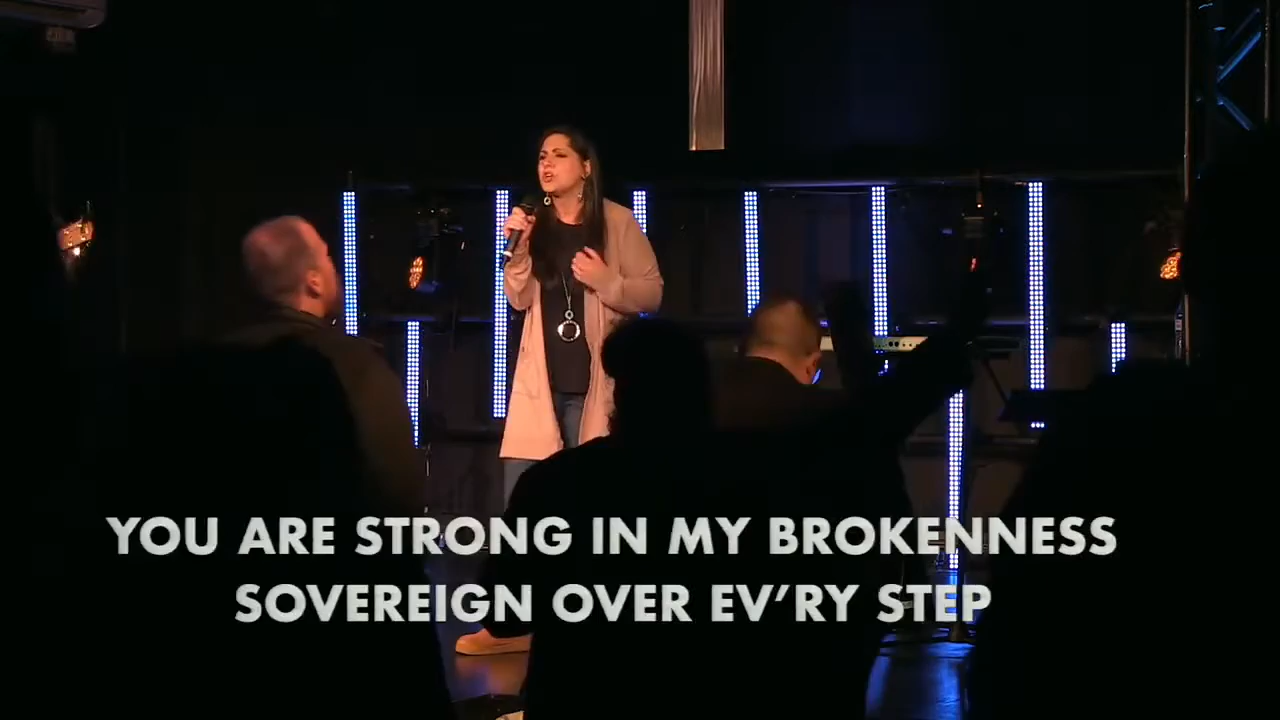 YOU ARE STRONG IN MY BROKENNESS
SOVEREIGN OVER EV’RY STEP